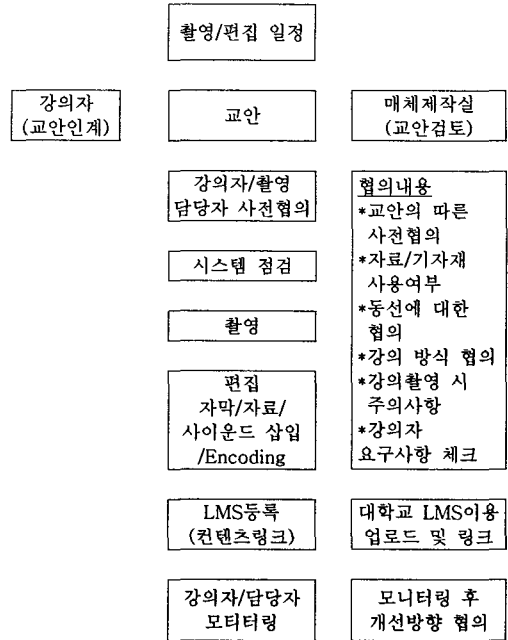 촬영/편집 일정
강의자
(교안인계)
교안
매체제작실
(교안검토)
강의자/촬영
담당자 사전협의
협의내용
*교안의 따른
사전협의
*자료/기자재
사용여부
*동선에 대한
협의
*강의 방식 협의
*강의촬영 시
주의사항
*강의자
요구사항 체크
시스템 점검
촬영
편집
자막/자료/
사이운드 삽입
/Encoding
LMS등록
(컨텐츠링크)
대학교 LMS이용
업로드 및 링크
강의자/담당자
모티터링
모니터링 후
개선방향 협의